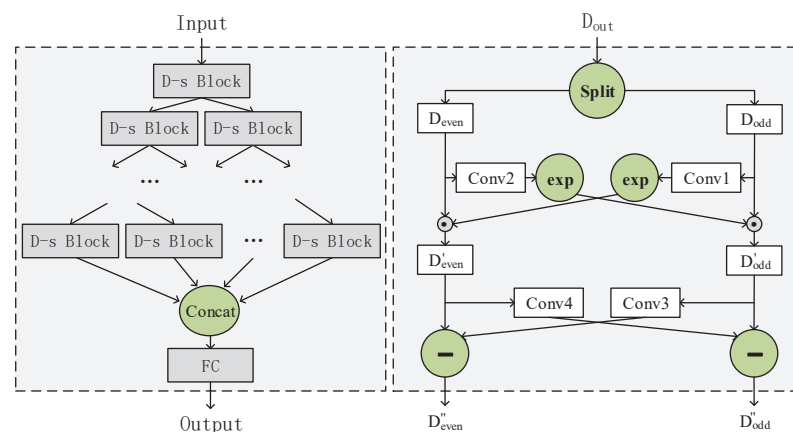 Input
D-s Block
D-s Block D-s Block
... ...
D-s Block D-s Block ... D-s Block
Concat
FC
Output
D_out
Split
D_even D_odd
Conv2 exp exp Conv1
D'_even D'_odd
Conv4 Conv3
− −
D''_even D''_odd